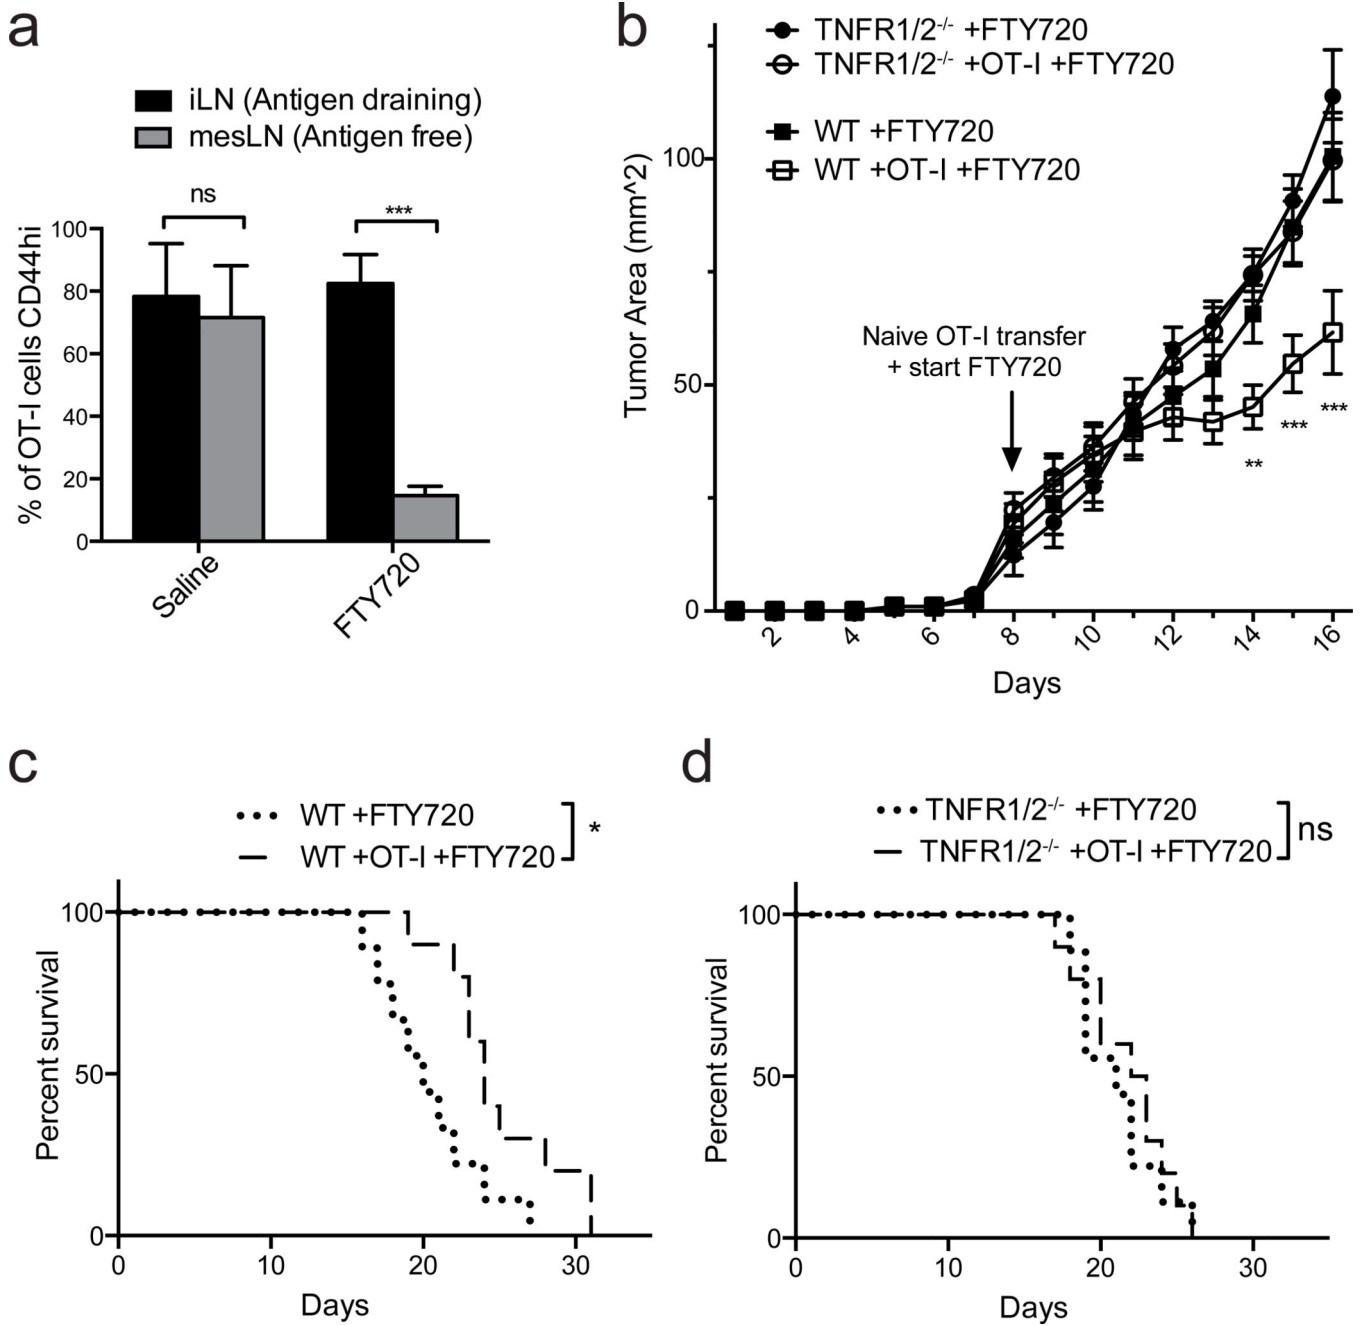 a
iLN (Antigen draining)
mesLN (Antigen free)
ns
***
% of OT-I cells CD44hi
100
80
60
40
20
0
Saline
FTY720
b
TNFR1/2-/- +FTY720
TNFR1/2-/- +OT-I +FTY720
WT +FTY720
WT +OT-I +FTY720
Tumor Area (mm^2)
100
50
0
Naive OT-I transfer
+ start FTY720
**
***
***
2
4
6
8
10
12
14
16
Days
c
WT +FTY720
WT +OT-I +FTY720
*
Percent survival
100
50
0
0
10
20
30
Days
d
TNFR1/2-/- +FTY720
TNFR1/2-/- +OT-I +FTY720
ns
Percent survival
100
50
0
0
10
20
30
Days